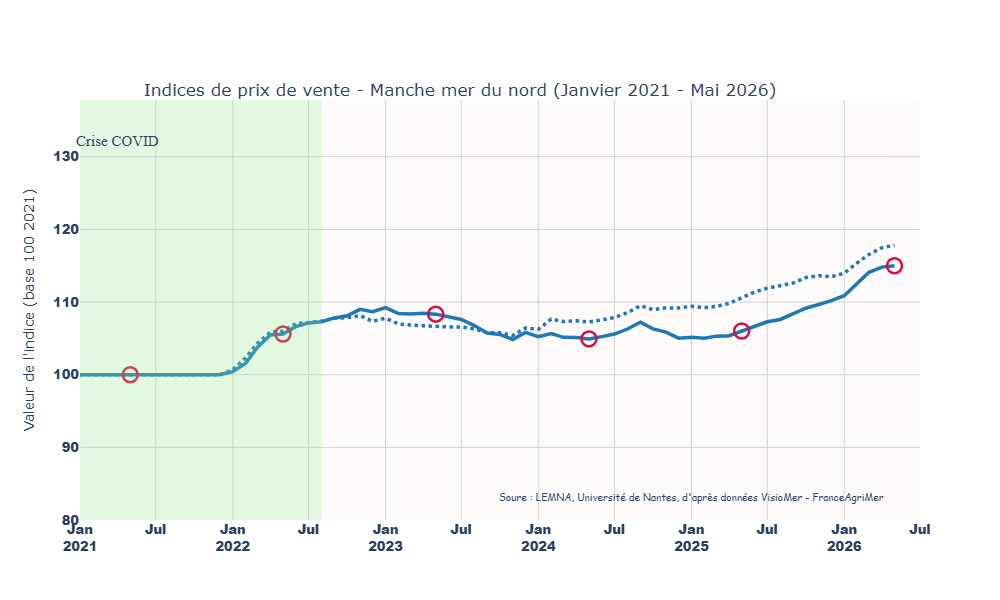 Indices de prix de vente - Manche mer du nord (Janvier 2021 - Mai 2026)
Crise COVID
Valeur de l'indice (base 100 2021)
130
120
110
100
90
80
Soure : LEMNA, Université de Nantes, d'après données VisioMer - FranceAgriMer
Jan Jul Jan Jul Jan Jul Jan Jul Jan Jul Jan Jul
2021 2022 2023 2024 2025 2026